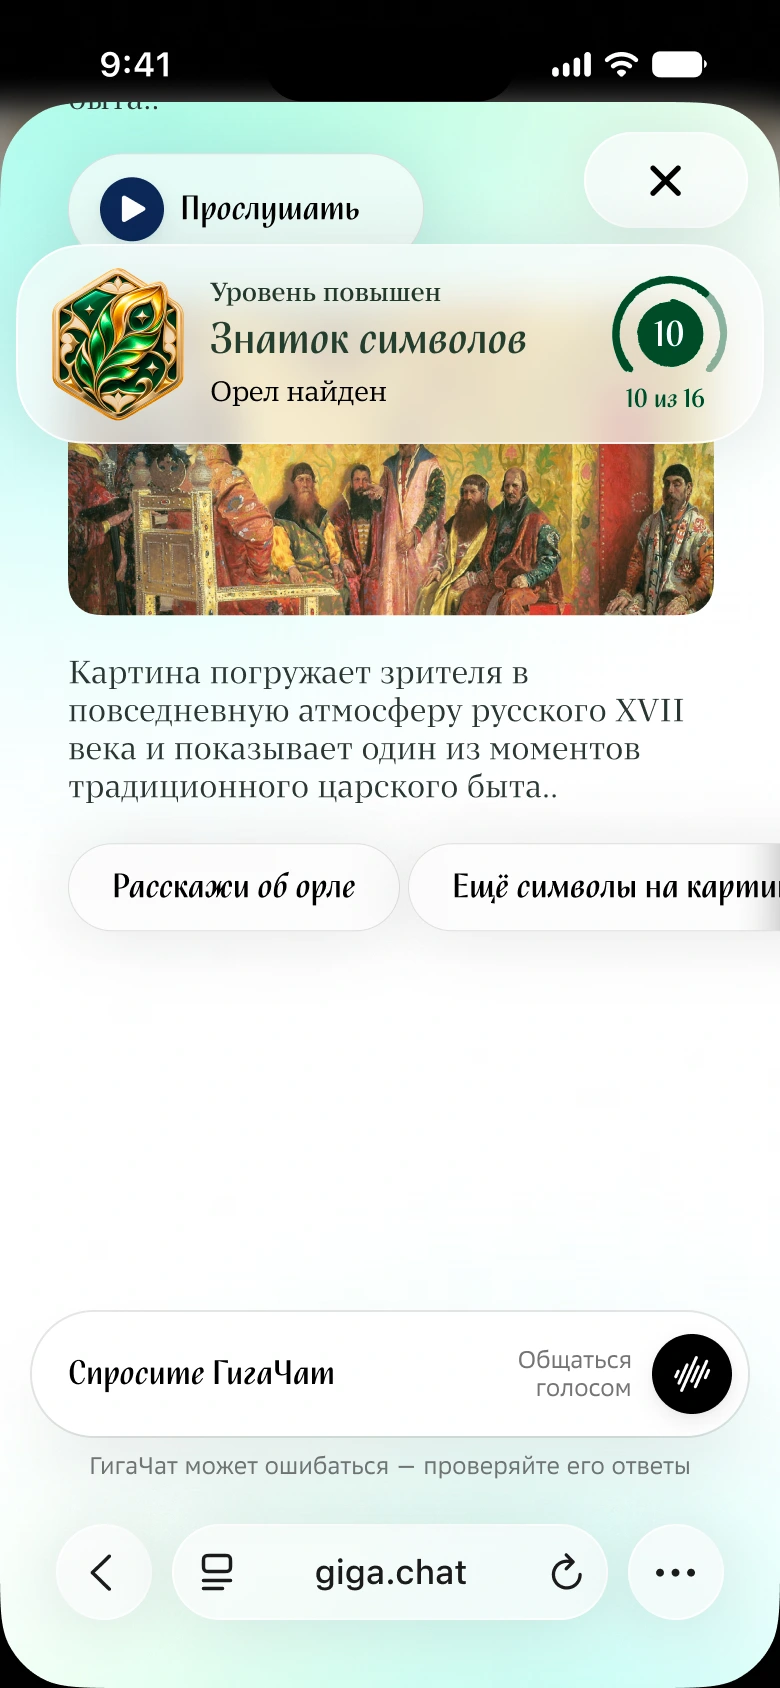 9:41
быта..
Прослушать
Уровень повышен
Знаток символов
Орел найден
10
10 из 16
Картина погружает зрителя в
повседневную атмосферу русского XVII
века и показывает один из моментов
традиционного царского быта..
Расскажи об орле
Ещё символы на карти
Спросите ГигаЧат
Общаться
голосом
ГигаЧат может ошибаться — проверяйте его ответы
giga.chat